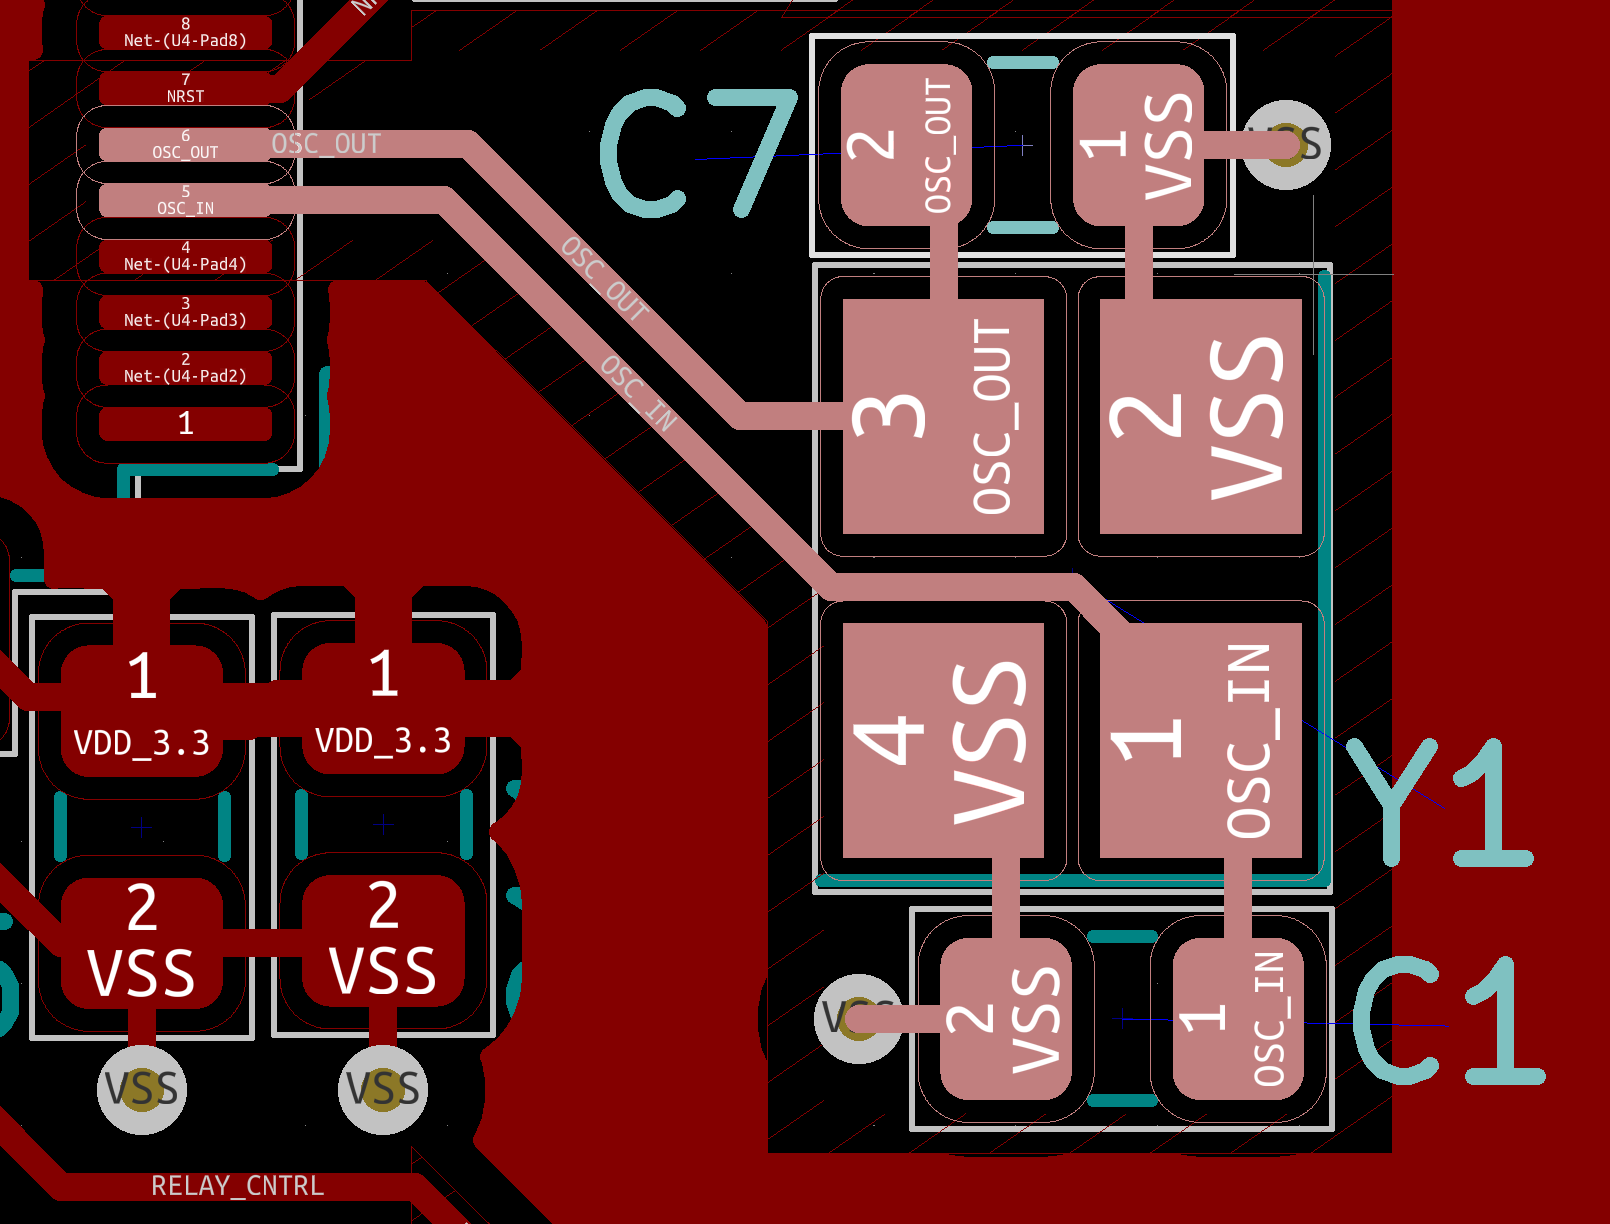 8
Net-(U4-Pad8)
7
NRST
6
OSC_OUT
OSC_OUT
5
OSC_IN
4
Net-(U4-Pad4)
3
Net-(U4-Pad3)
2
Net-(U4-Pad2)
1
OSC_OUT
OSC_IN
C7
2
OSC_OUT
1
VSS
VSS
3
OSC_OUT
2
VSS
4
VSS
1
OSC_IN
Y1
VSS
2
VSS
1
OSC_IN
C1
1
VDD_3.3
1
VDD_3.3
2
VSS
2
VSS
VSS
VSS
RELAY_CNTRL